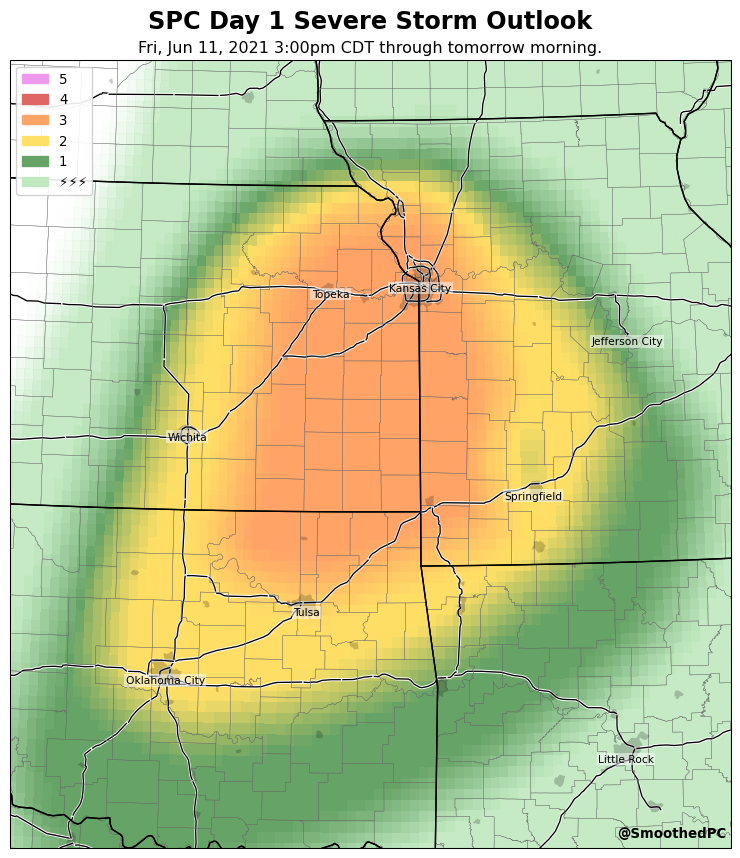 SPC Day 1 Severe Storm Outlook
Fri, Jun 11, 2021 3:00pm CDT through tomorrow morning.
5
4
3
2
1
⚡⚡⚡
Topeka
Kansas City
Jefferson City
Wichita
Springfield
Tulsa
Oklahoma City
Little Rock
@SmoothedPC